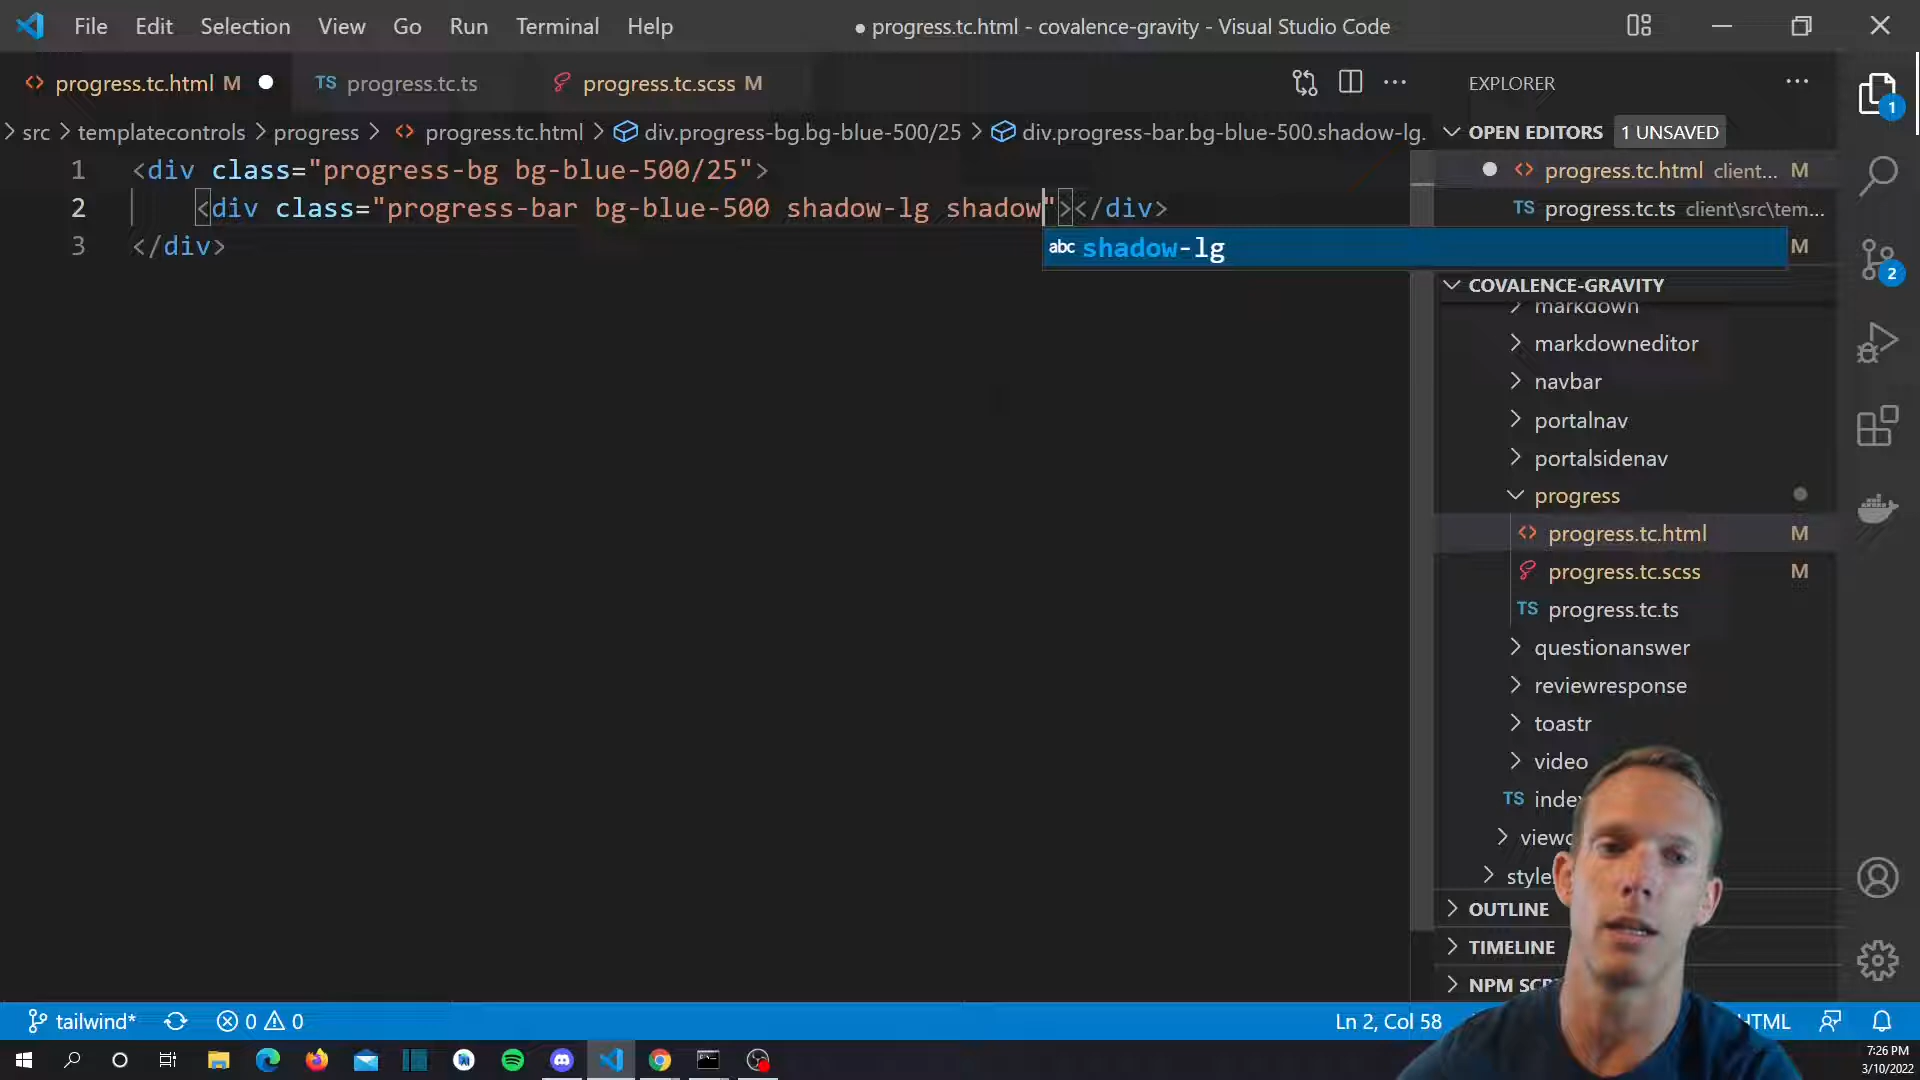 File Edit Selection View Go Run Terminal Help
● progress.tc.html - covalence-gravity - Visual Studio Code
progress.tc.html M
TS progress.tc.ts
progress.tc.scss M
EXPLORER
1
> src > templatecontrols > progress > progress.tc.html > div.progress-bg.bg-blue-500/25 > div.progress-bar.bg-blue-500.shadow-lg.
OPEN EDITORS 1 UNSAVED
1 <div class="progress-bg bg-blue-500/25">
2 <div class="progress-bar bg-blue-500 shadow-lg shadow"></div>
3 </div>
abc shadow-lg
progress.tc.html client... M
TS progress.tc.ts client\src\tem...
M
2
COVALENCE-GRAVITY
markdown
markdowneditor
navbar
portalnav
portalsidenav
progress
progress.tc.html M
progress.tc.scss M
TS progress.tc.ts
questionanswer
reviewresponse
toastr
video
TS
OUTLINE
TIMELINE
NPM
tailwind* 0 0
Ln 2, Col 58
HTML
7:26 PM
3/10/2022